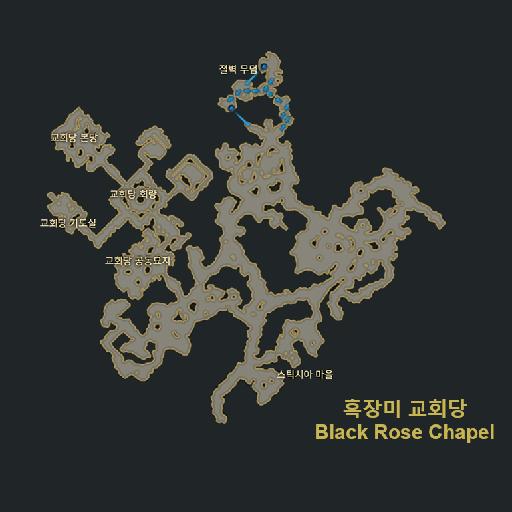 절벽 무덤
교회당 본당
교회당 회랑
교회당 기도실
교회당 공동묘지
스틱시아 마을
흑장미 교회당
Black Rose Chapel